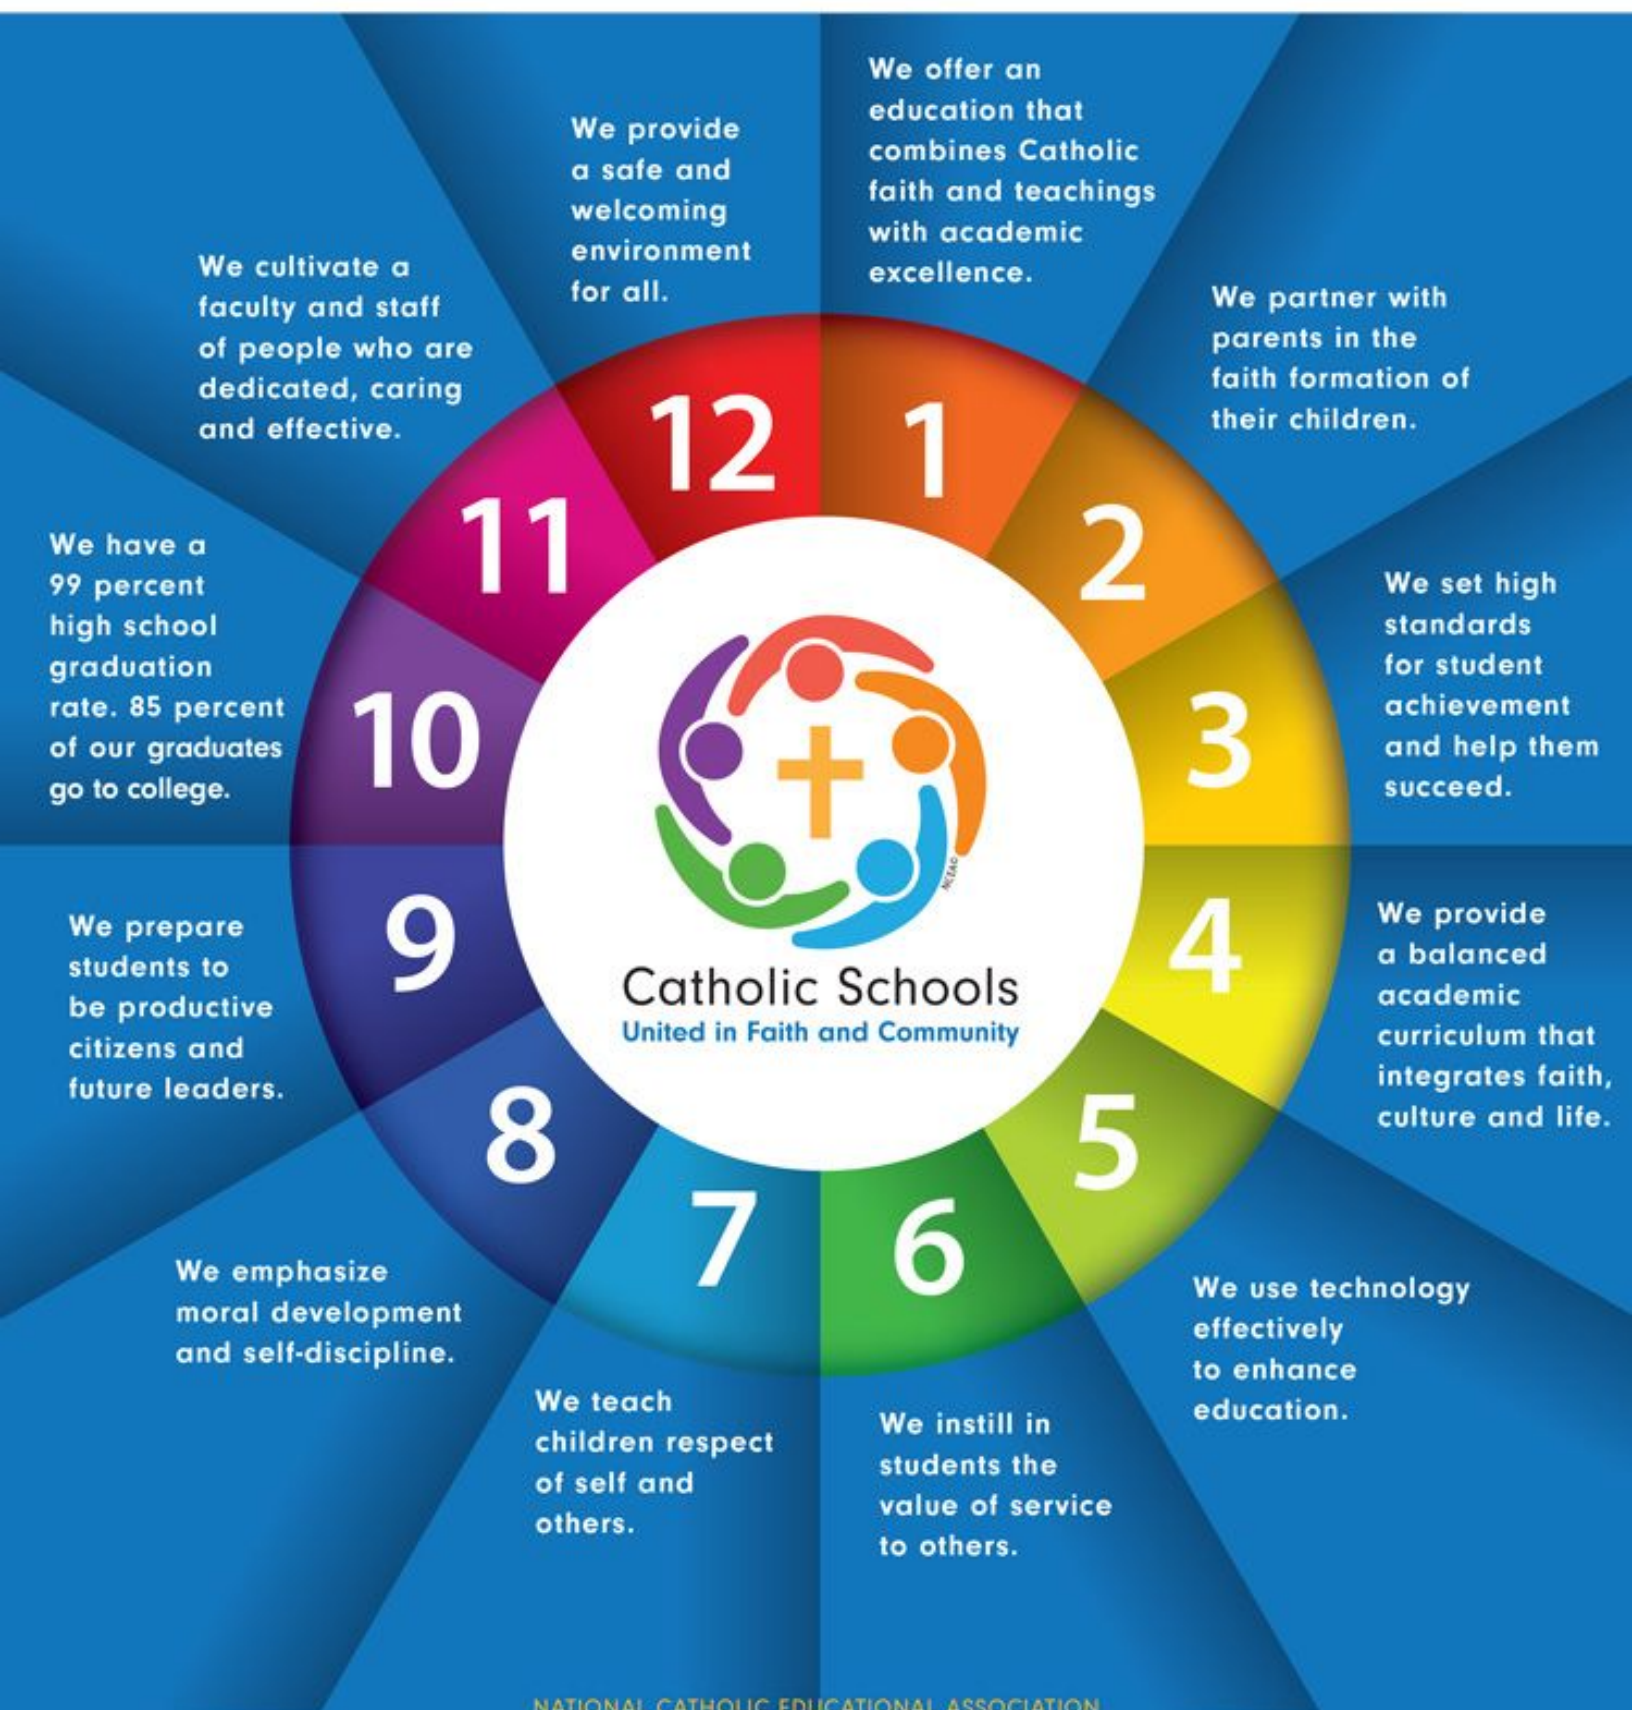 We offer an
education that
combines Catholic
faith and teachings
with academic
excellence.
We partner with
parents in the
faith formation of
their children.
We set high
standards
for student
achievement
and help them
succeed.
We provide
a balanced
academic
curriculum that
integrates faith,
culture and life.
We use technology
effectively
to enhance
education.
We instill in
students the
value of service
to others.
We teach
children respect
of self and
others.
We emphasize
moral development
and self-discipline.
We prepare
students to
be productive
citizens and
future leaders.
We have a
99 percent
high school
graduation
rate. 85 percent
of our graduates
go to college.
We cultivate a
faculty and staff
of people who are
dedicated, caring
and effective.
We provide
a safe and
welcoming
environment
for all.
1
2
3
4
5
6
7
8
9
10
11
12
NCEA©
Catholic Schools
United in Faith and Community
NATIONAL CATHOLIC EDUCATIONAL ASSOCIATION